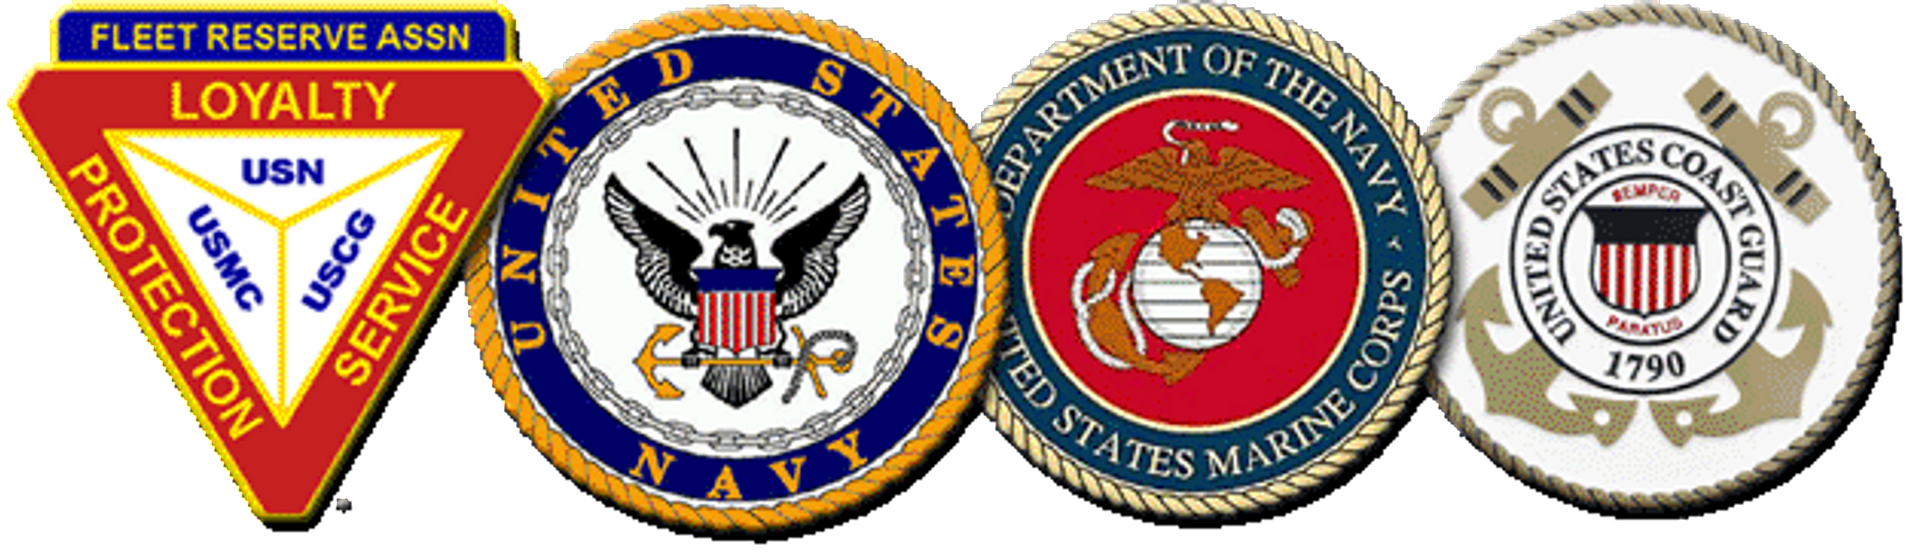 FLEET RESERVE ASSN
LOYALTY
PROTECTION
SERVICE
USN
USMC
USCG
UNITED STATES
NAVY
DEPARTMENT OF THE NAVY
STATES MARINE CORPS
UNITED STATES COAST GUARD
1790
SEMPER
PARATUS